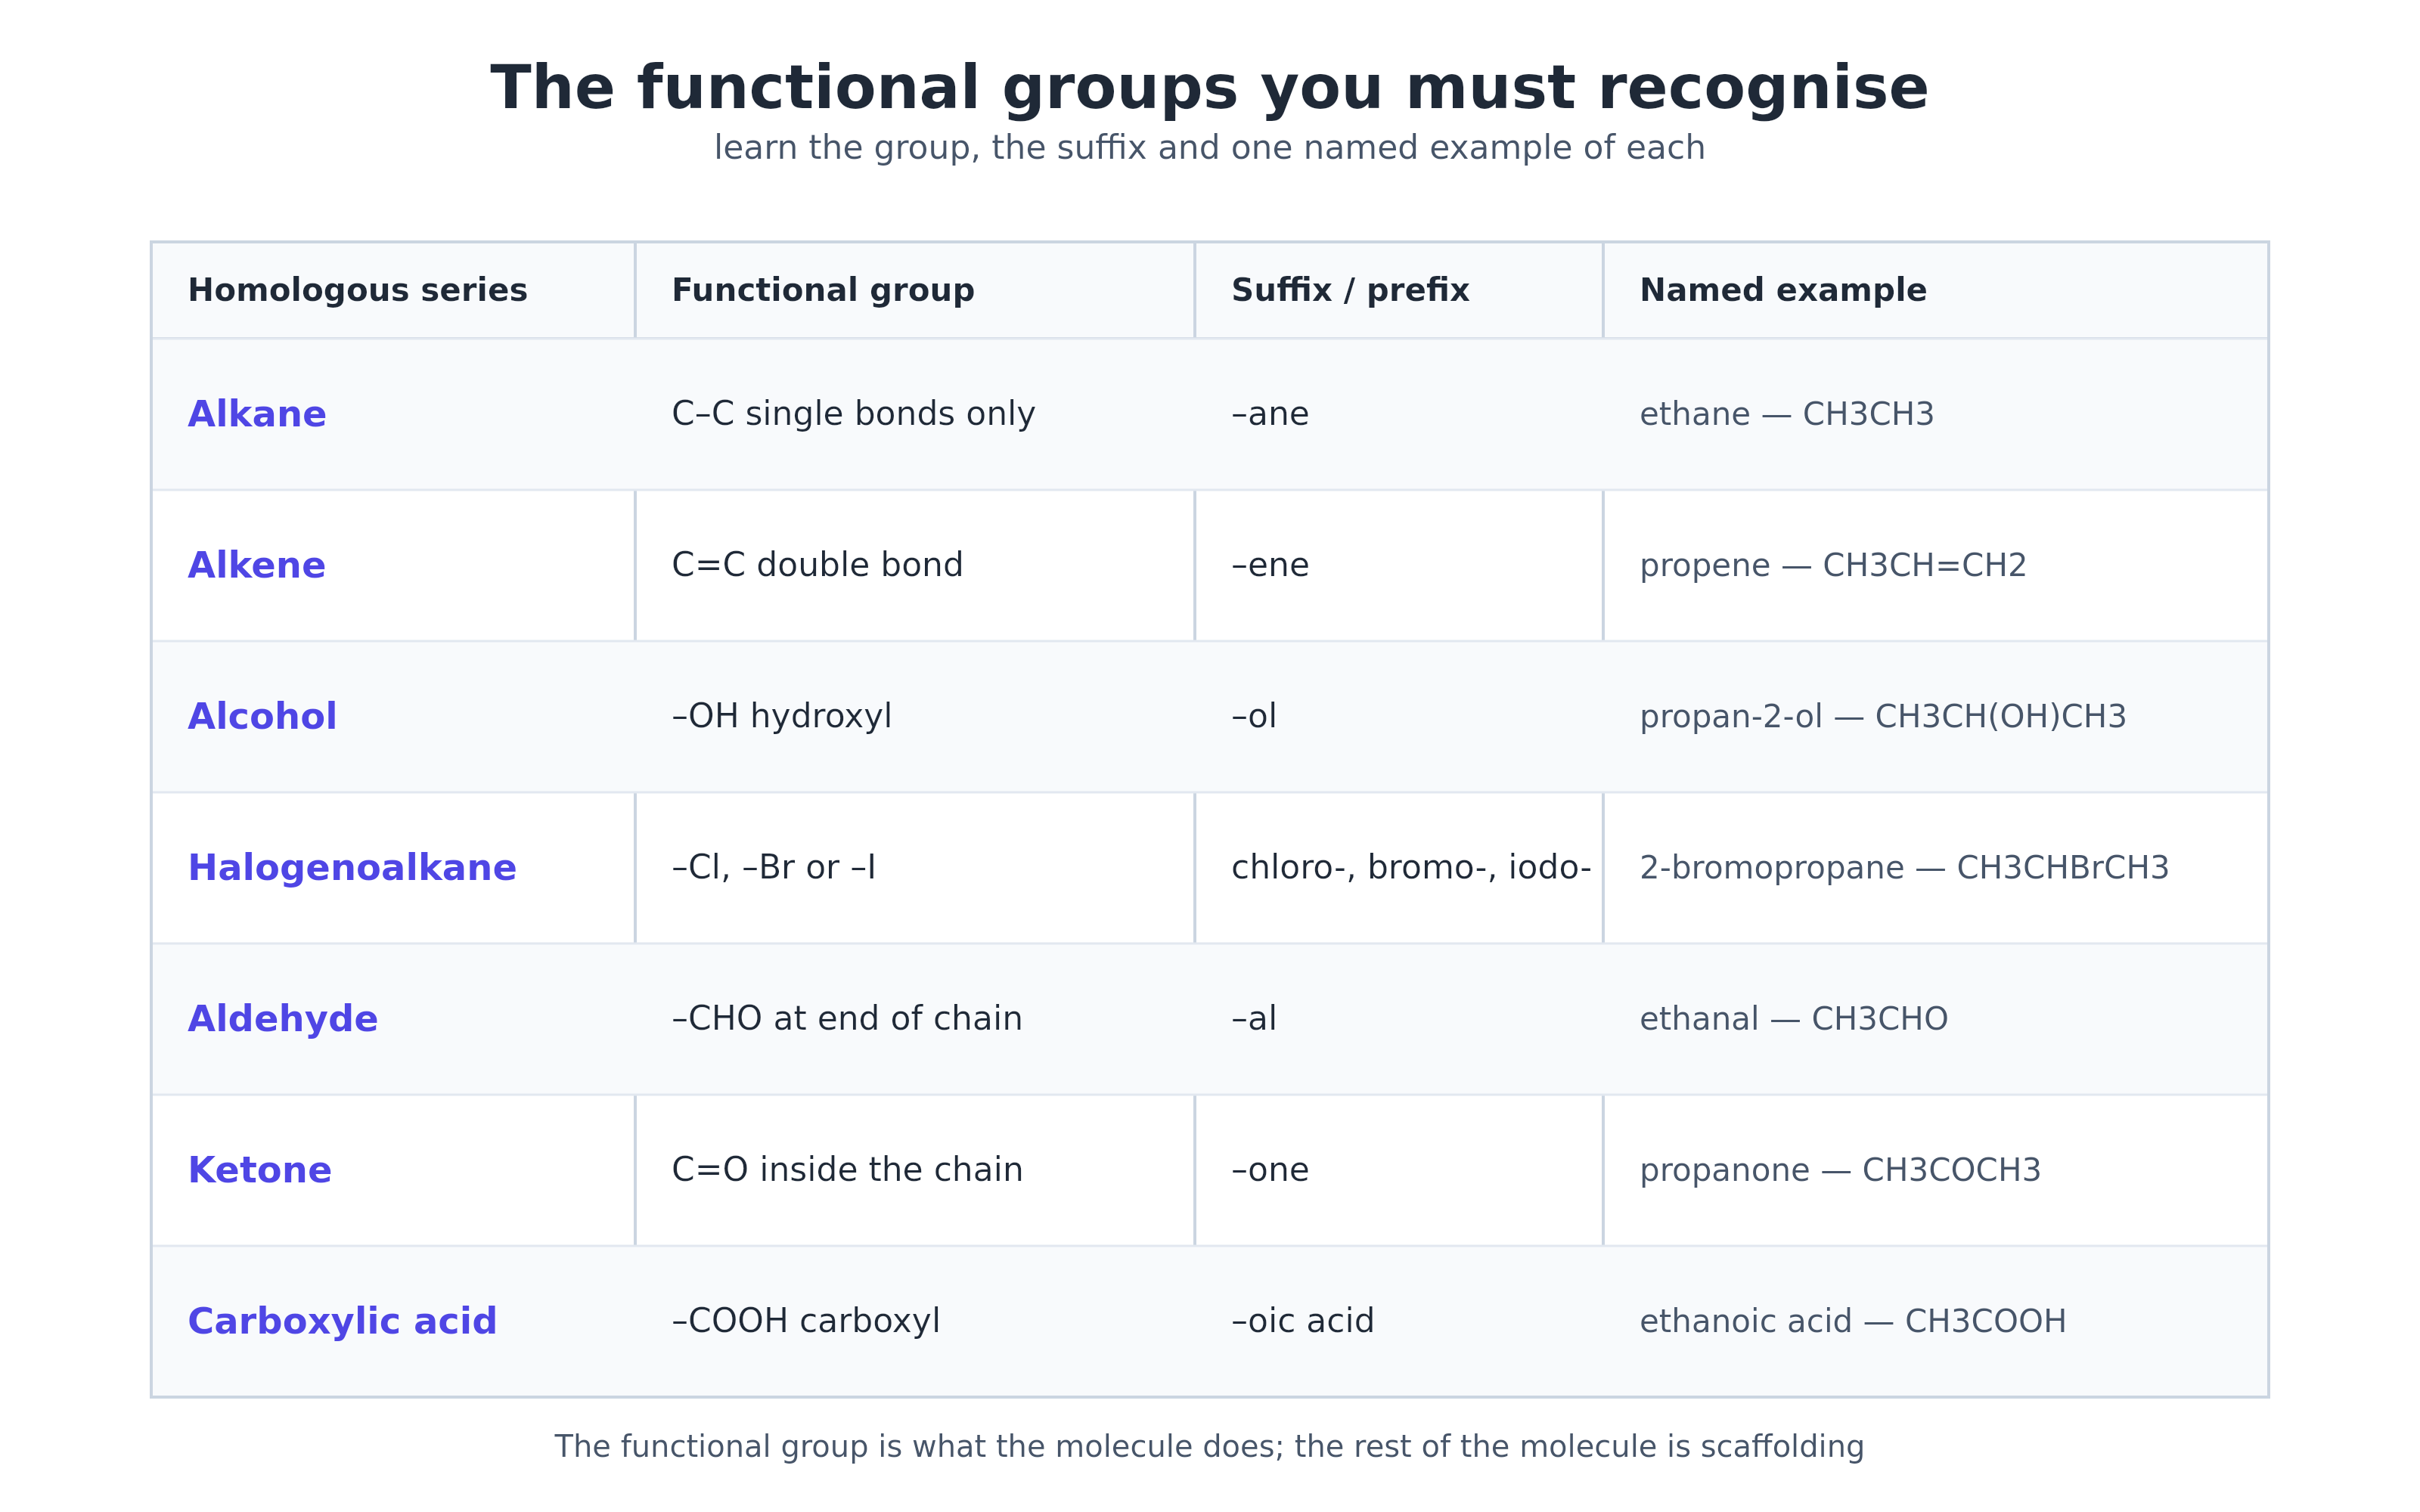 The functional groups you must recognise
learn the group, the suffix and one named example of each
Homologous series Functional group Suffix / prefix Named example
Alkane C–C single bonds only –ane ethane — CH3CH3
Alkene C=C double bond –ene propene — CH3CH=CH2
Alcohol –OH hydroxyl –ol propan-2-ol — CH3CH(OH)CH3
Halogenoalkane –Cl, –Br or –I chloro-, bromo-, iodo- 2-bromopropane — CH3CHBrCH3
Aldehyde –CHO at end of chain –al ethanal — CH3CHO
Ketone C=O inside the chain –one propanone — CH3COCH3
Carboxylic acid –COOH carboxyl –oic acid ethanoic acid — CH3COOH
The functional group is what the molecule does; the rest of the molecule is scaffolding